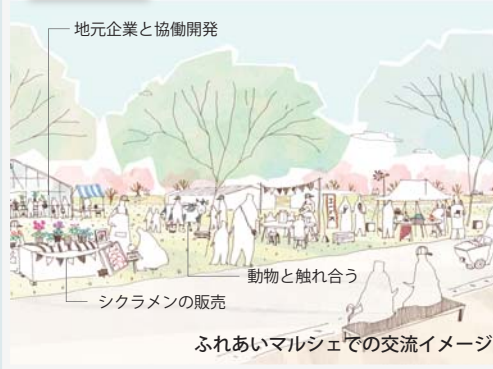 地元企業と協働開発
動物と触れ合う
シクラメンの販売
ふれあいマルシェでの交流イメージ